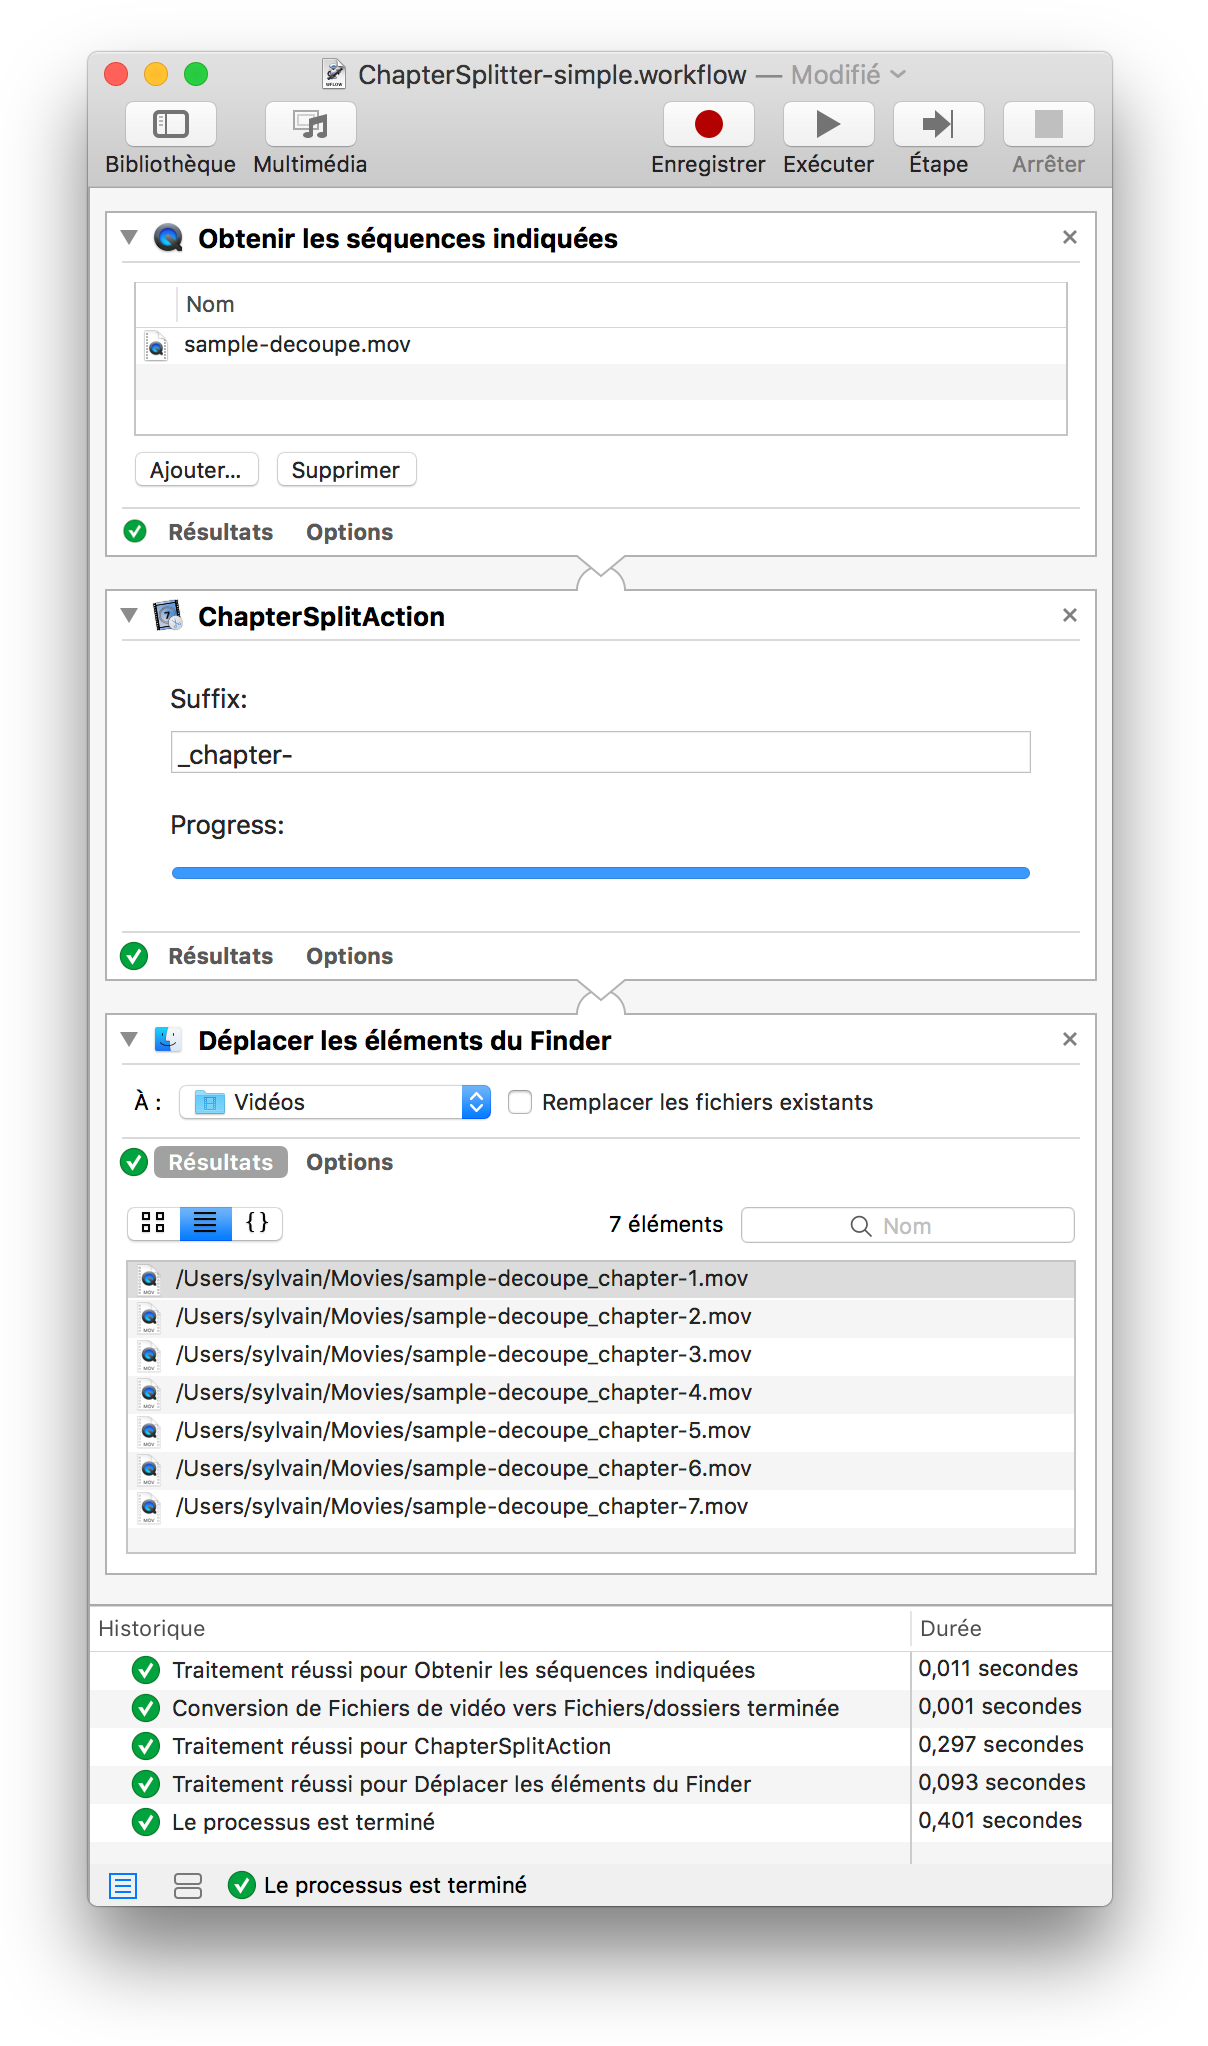 ChapterSplitter-simple.workflow — Modifié
Bibliothèque Multimédia Enregistrer Exécuter Étape Arrêter
Obtenir les séquences indiquées
Nom
sample-decoupe.mov
Ajouter... Supprimer
Résultats Options
ChapterSplitAction
Suffix:
_chapter-
Progress:
Résultats Options
Déplacer les éléments du Finder
À : Vidéos Remplacer les fichiers existants
Résultats Options
{} 7 éléments Nom
/Users/sylvain/Movies/sample-decoupe_chapter-1.mov
/Users/sylvain/Movies/sample-decoupe_chapter-2.mov
/Users/sylvain/Movies/sample-decoupe_chapter-3.mov
/Users/sylvain/Movies/sample-decoupe_chapter-4.mov
/Users/sylvain/Movies/sample-decoupe_chapter-5.mov
/Users/sylvain/Movies/sample-decoupe_chapter-6.mov
/Users/sylvain/Movies/sample-decoupe_chapter-7.mov
Historique Durée
Traitement réussi pour Obtenir les séquences indiquées 0,011 secondes
Conversion de Fichiers de vidéo vers Fichiers/dossiers terminée 0,001 secondes
Traitement réussi pour ChapterSplitAction 0,297 secondes
Traitement réussi pour Déplacer les éléments du Finder 0,093 secondes
Le processus est terminé 0,401 secondes
Le processus est terminé